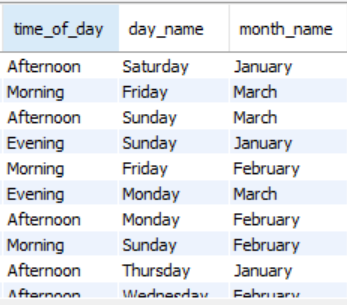 time_of_day day_name month_name
Afternoon Saturday January
Morning Friday March
Afternoon Sunday March
Evening Sunday January
Morning Friday February
Evening Monday March
Afternoon Monday February
Morning Sunday February
Afternoon Thursday January
Afternoon Wednesday February